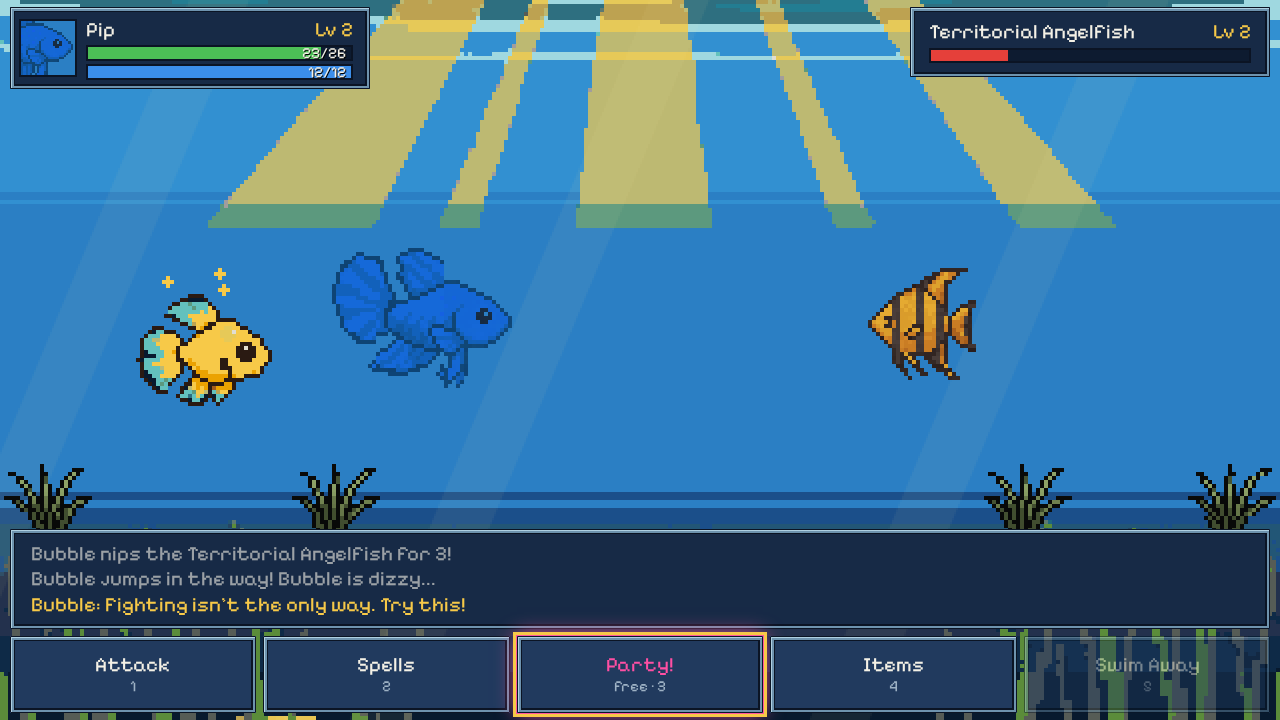 Pip Lv 2
23/26
12/12
Territorial Angelfish Lv 2
Bubble nips the Territorial Angelfish for 3!
Bubble jumps in the way! Bubble is dizzy...
Bubble: Fighting isn't the only way. Try this!
Attack
1
Spells
2
Party!
free · 3
Items
4
Swim Away